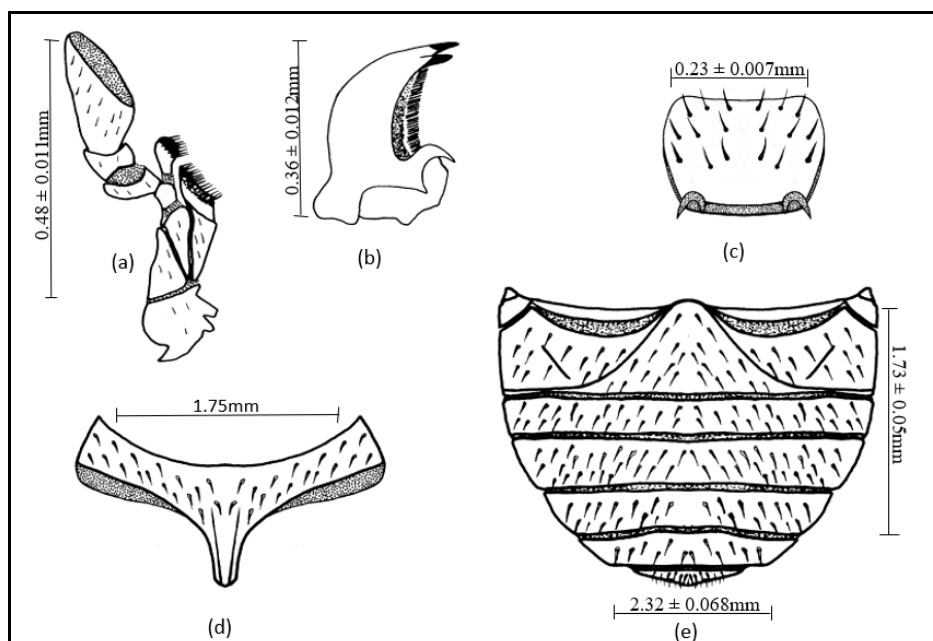 0.48 ± 0.011mm
(a)
0.36 ± 0.012mm
(b)
0.23 ± 0.007mm
(c)
1.75mm
(d)
1.73 ± 0.05mm
2.32 ± 0.068mm
(e)